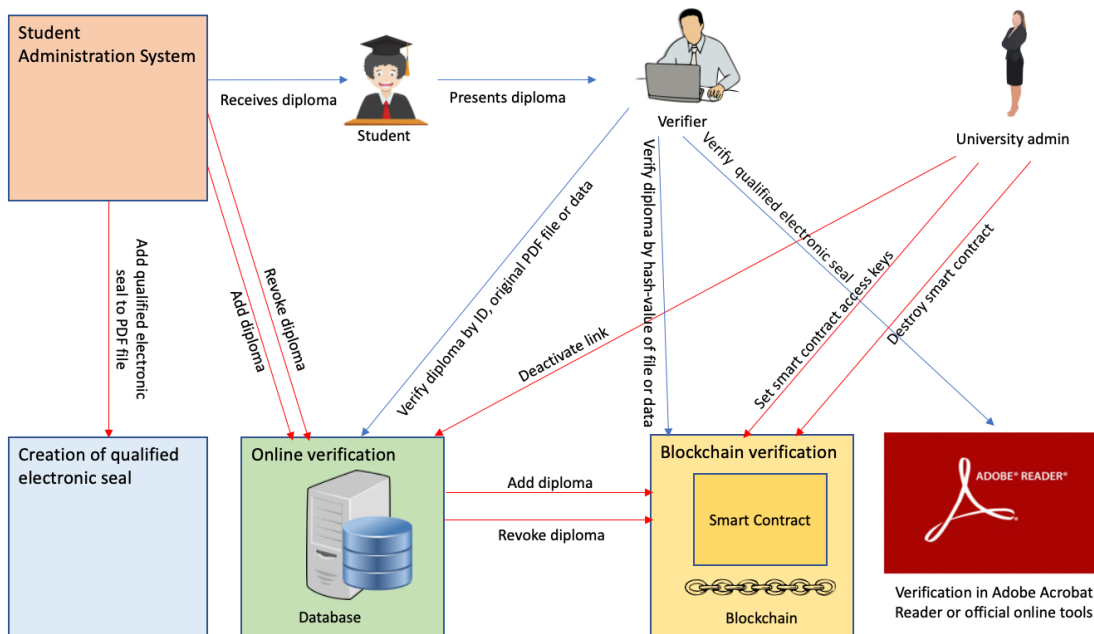 Student
Administration System
Receives diploma
Student
Presents diploma
Verifier
University admin
Add qualified electronic
seal to PDF file
Revoke diploma
Add diploma
Verify diploma by ID, original PDF file or data
Verify diploma by hash-value of file or data
Verify qualified electronic seal
Deactivate link
Set smart contract access keys
Destroy smart contract
Creation of qualified
electronic seal
Online verification
Database
Add diploma
Revoke diploma
Blockchain verification
Smart Contract
Blockchain
ADOBE® READER®
Verification in Adobe Acrobat
Reader or official online tools